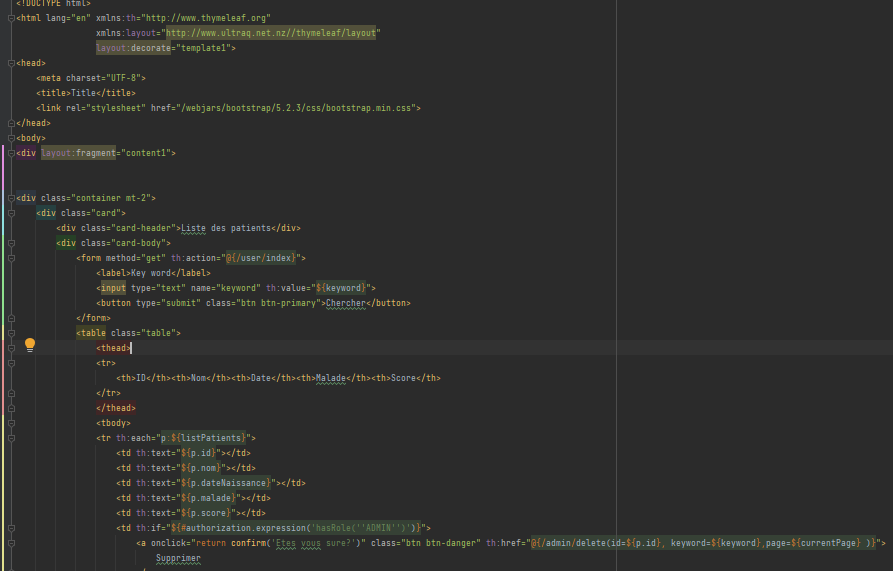 <!DOCTYPE html>
<html lang="en" xmlns:th="http://www.thymeleaf.org"
xmlns:layout="http://www.ultraq.net.nz//thymeleaf/layout"
layout:decorate="template1">
<head>
<meta charset="UTF-8">
<title>Title</title>
<link rel="stylesheet" href="/webjars/bootstrap/5.2.3/css/bootstrap.min.css">
</head>
<body>
<div layout:fragment="content1">
<div class="container mt-2">
<div class="card">
<div class="card-header">Liste des patients</div>
<div class="card-body">
<form method="get" th:action="@{/user/index}">
<label>Key word</label>
<input type="text" name="keyword" th:value="${keyword}">
<button type="submit" class="btn btn-primary">Chercher</button>
</form>
<table class="table">
<thead>
<tr>
<th>ID</th><th>Nom</th><th>Date</th><th>Malade</th><th>Score</th>
</tr>
</thead>
<tbody>
<tr th:each="p:${listPatients}">
<td th:text="${p.id}"></td>
<td th:text="${p.nom}"></td>
<td th:text="${p.dateNaissance}"></td>
<td th:text="${p.malade}"></td>
<td th:text="${p.score}"></td>
<td th:if="${#authorization.expression('hasRole(''ADMIN'')')}">
<a onclick="return confirm('Etes vous sure?')" class="btn btn-danger" th:href="@{/admin/delete(id=${p.id}, keyword=${keyword},page=${currentPage} )}">
Supprimer